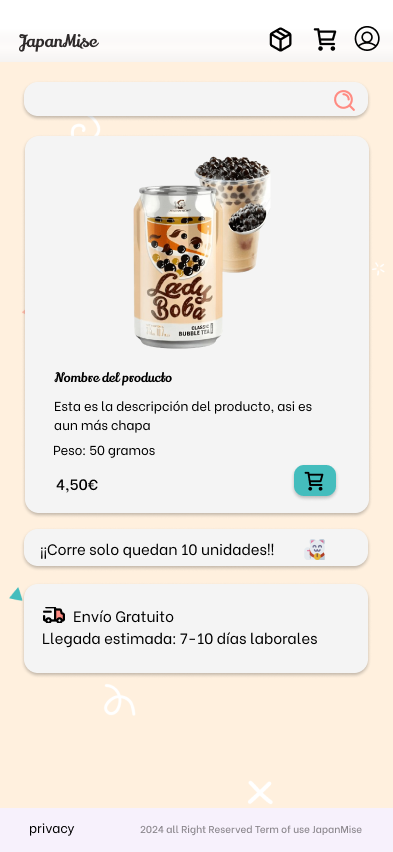 JapanMise
Lady
Boba
CLASSIC
BUBBLE TEA
Nombre del producto
Esta es la descripción del producto, asi es
aun más chapa
Peso: 50 gramos
4,50€
¡¡Corre solo quedan 10 unidades!!
Envío Gratuito
Llegada estimada: 7-10 días laborales
privacy
2024 all Right Reserved Term of use JapanMise